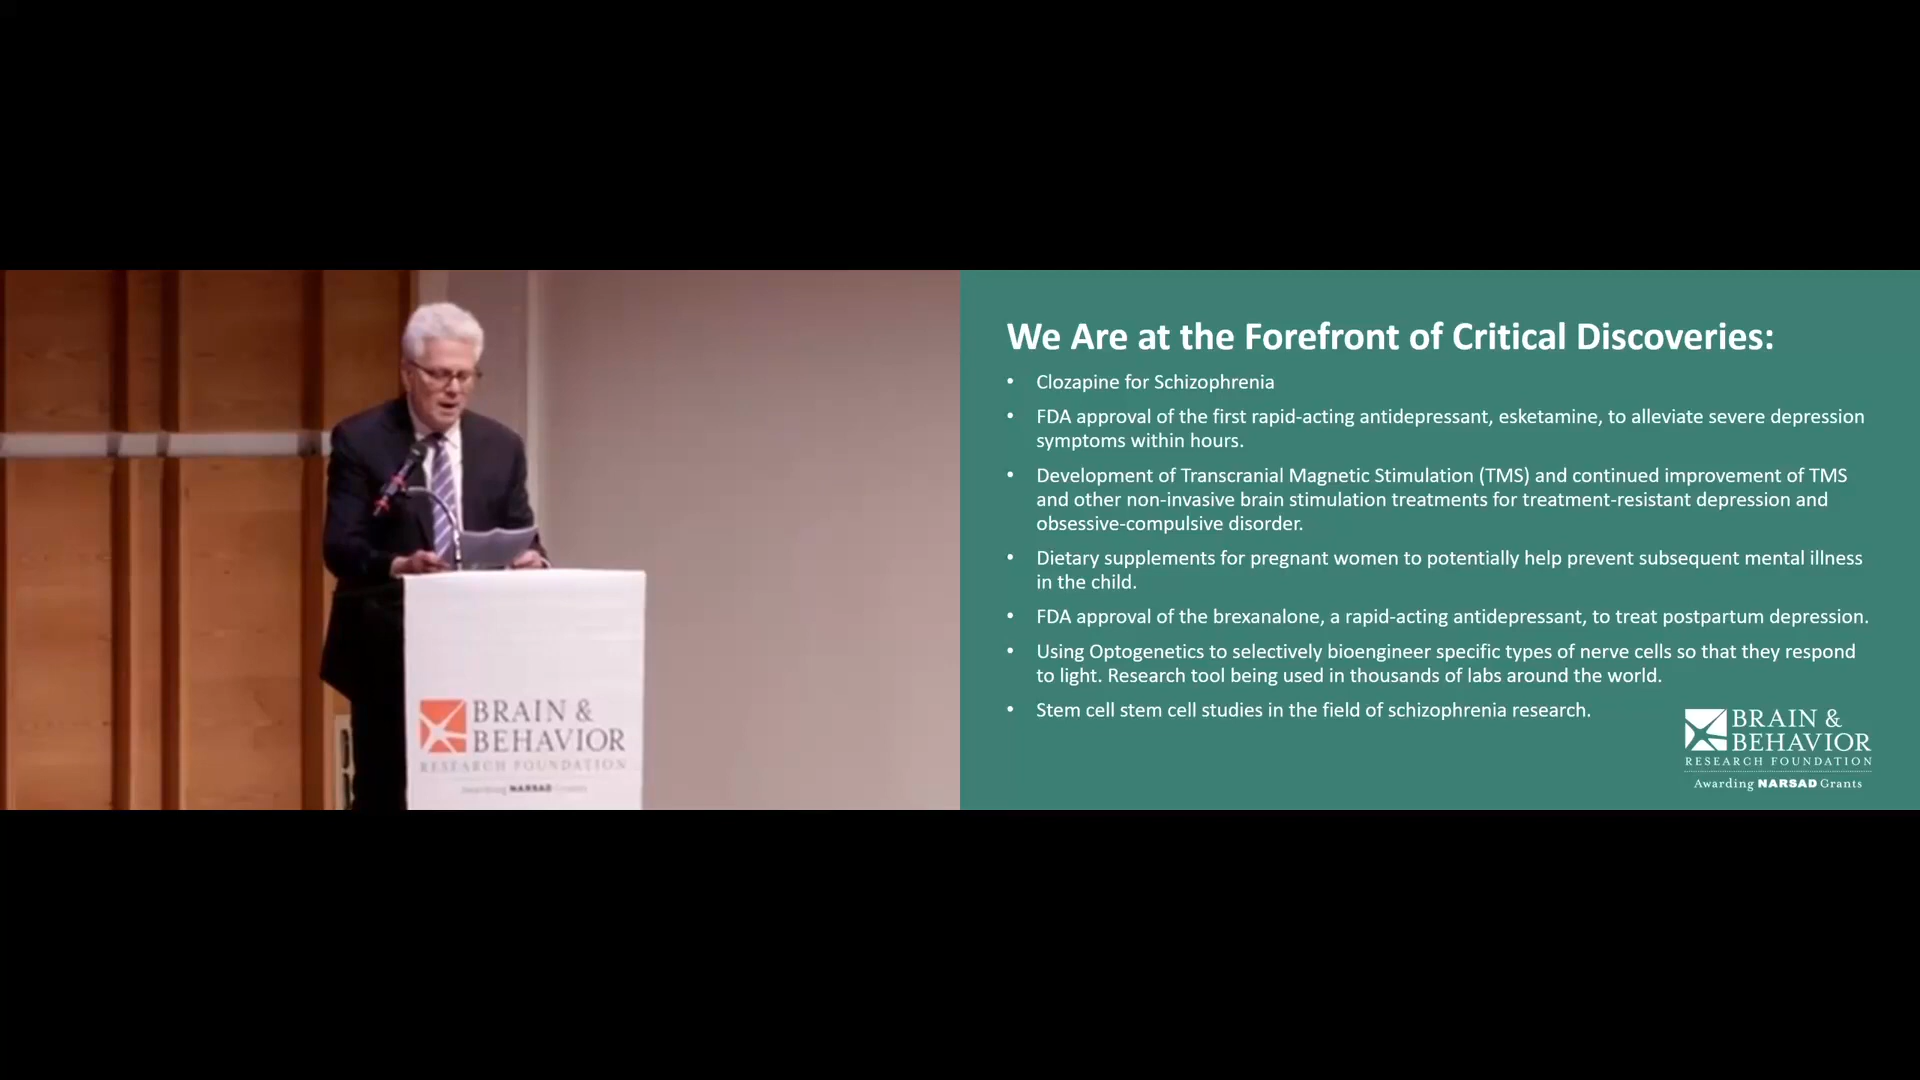 BRAIN &
BEHAVIOR
RESEARCH FOUNDATION
Awarding NARSAD Grants
We Are at the Forefront of Critical Discoveries:
• Clozapine for Schizophrenia
• FDA approval of the first rapid-acting antidepressant, esketamine, to alleviate severe depression
symptoms within hours.
• Development of Transcranial Magnetic Stimulation (TMS) and continued improvement of TMS
and other non-invasive brain stimulation treatments for treatment-resistant depression and
obsessive-compulsive disorder.
• Dietary supplements for pregnant women to potentially help prevent subsequent mental illness
in the child.
• FDA approval of the brexanalone, a rapid-acting antidepressant, to treat postpartum depression.
• Using Optogenetics to selectively bioengineer specific types of nerve cells so that they respond
to light. Research tool being used in thousands of labs around the world.
• Stem cell stem cell studies in the field of schizophrenia research.
BRAIN &
BEHAVIOR
RESEARCH FOUNDATION
Awarding NARSAD Grants